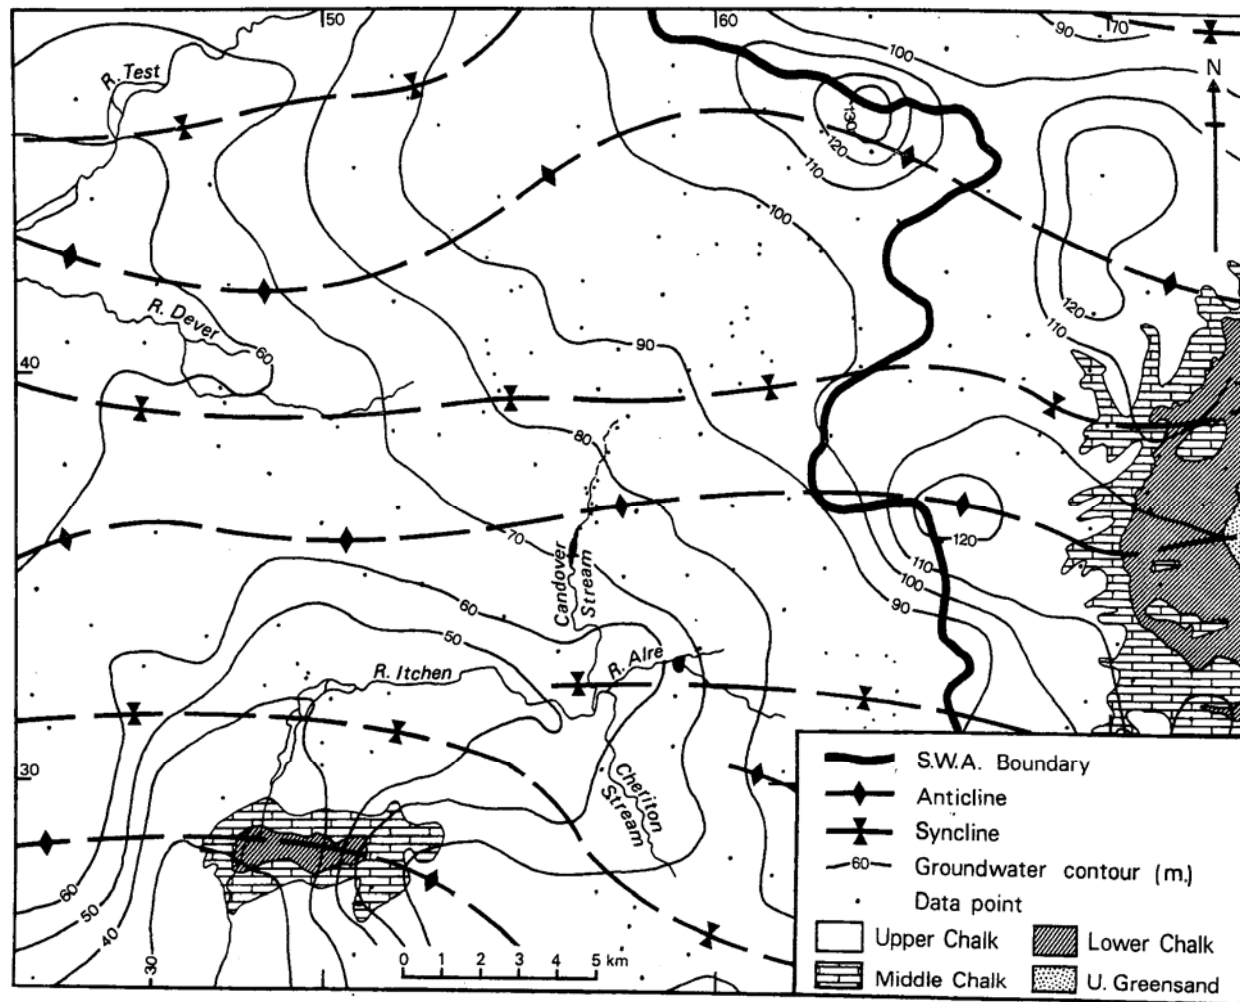 50
60
70
90
100
N
R. Test
130
120
110
100
120
110
R. Dever
60
40
90
80
70
120
110
100
90
Candover
Stream
60
50
R. Itchen
R. Alre
30
Cheriton
Stream
60
50
40
30
0 1 2 3 4 5 km
S.W.A. Boundary
Anticline
Syncline
60
Groundwater contour (m.)
Data point
Upper Chalk
Lower Chalk
Middle Chalk
U. Greensand